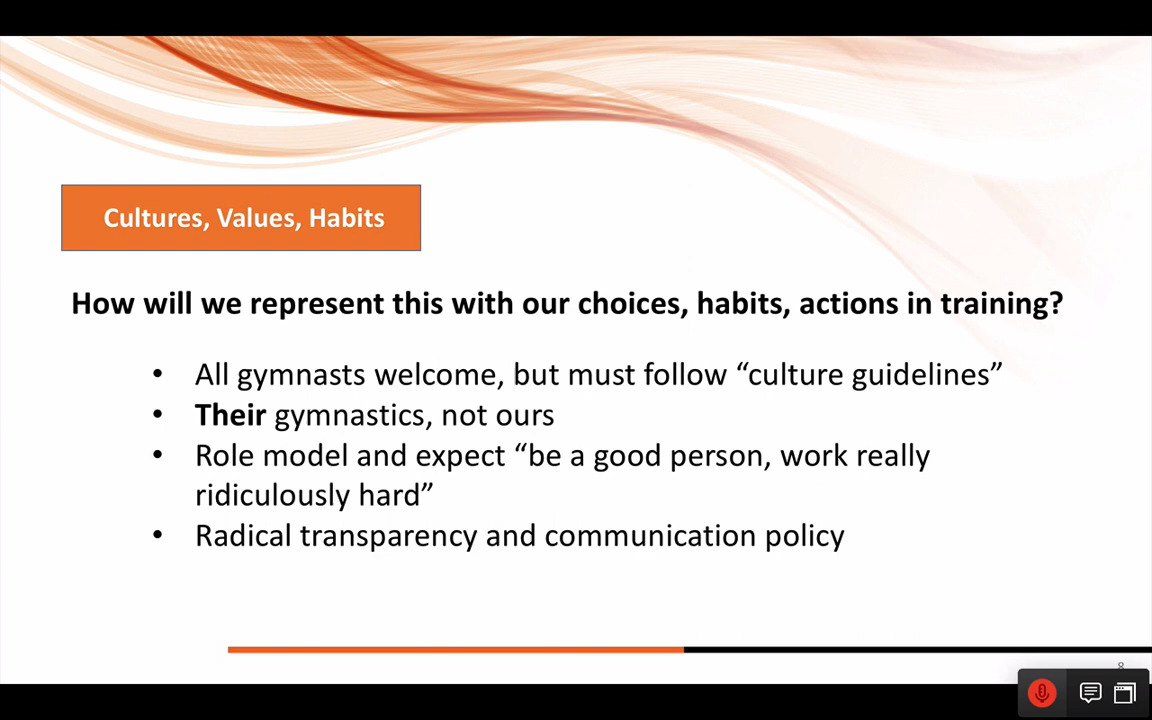 Cultures, Values, Habits
How will we represent this with our choices, habits, actions in training?
• All gymnasts welcome, but must follow “culture guidelines”
• Their gymnastics, not ours
• Role model and expect “be a good person, work really
ridiculously hard”
• Radical transparency and communication policy
8